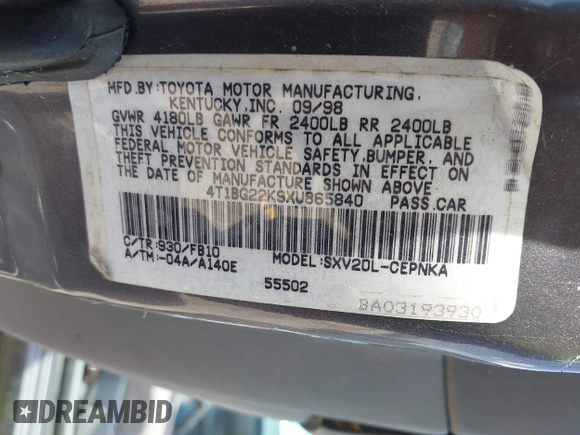 MFD.BY:TOYOTA MOTOR MANUFACTURING,
KENTUCKY,INC. 09/98
GVWR 4180LB GAWR FR 2400LB RR 2400LB
THIS VEHICLE CONFORMS TO ALL APPLICABLE
FEDERAL MOTOR VEHICLE SAFETY,BUMPER, AND
THEFT PREVENTION STANDARDS IN EFFECT ON
THE DATE OF MANUFACTURE SHOWN ABOVE.
4T1BG22K9XU865840 PASS.CAR
C/TR:930/FB10 MODEL:SXV20L-CEPNKA
A/TM:-04A/A140E
55502
BA03193930
DREAMBID